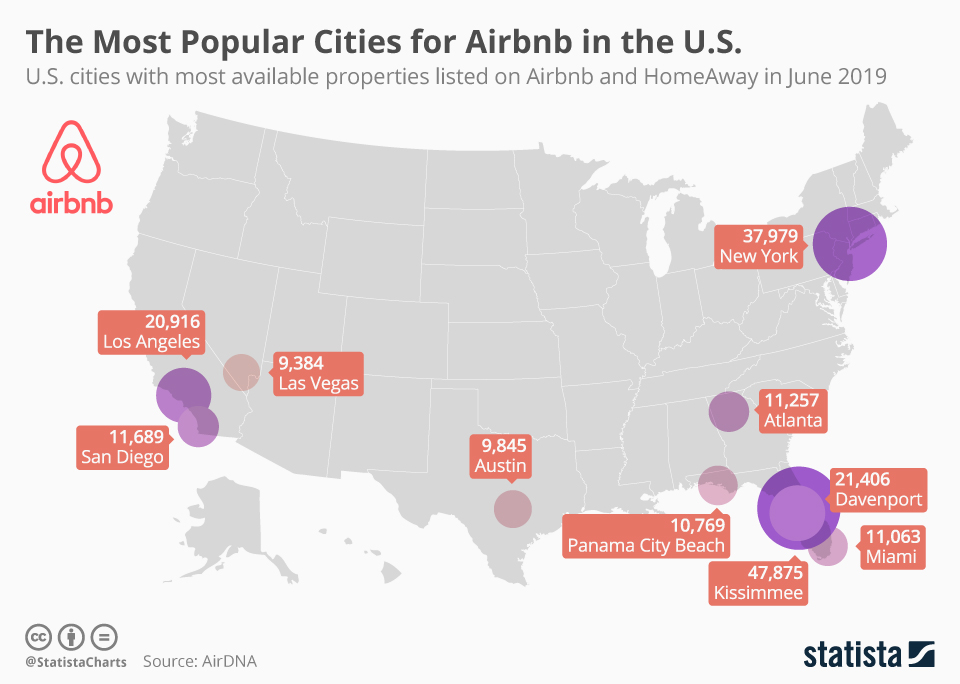 The Most Popular Cities for Airbnb in the U.S.
U.S. cities with most available properties listed on Airbnb and HomeAway in June 2019
airbnb
37,979
New York
20,916
Los Angeles
9,384
Las Vegas
11,689
San Diego
11,257
Atlanta
9,845
Austin
21,406
Davenport
10,769
Panama City Beach
11,063
Miami
47,875
Kissimmee
cc
@StatistaCharts
Source: AirDNA
statista